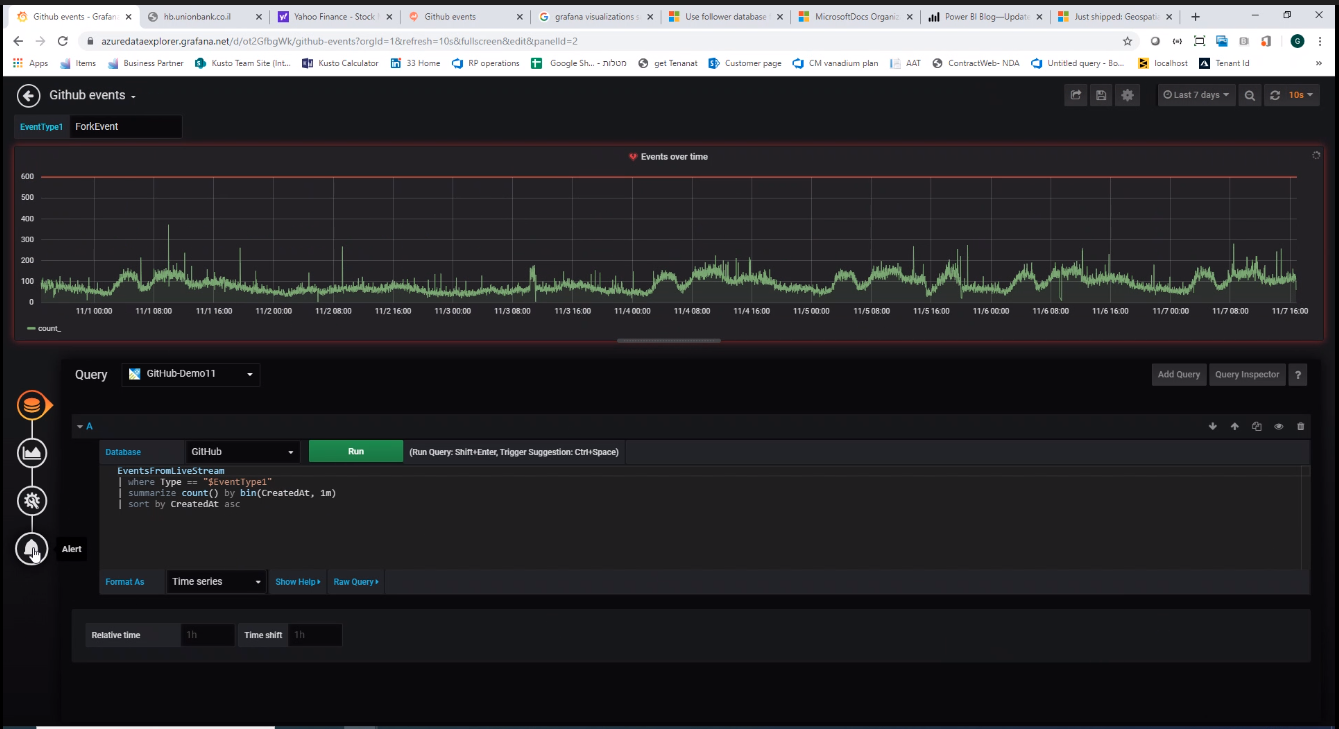 Github events - Grafan
hb.unionbank.co.il
Yahoo Finance - Stock
Github events
grafana visualizations s
Use follower database
MicrosoftDocs Organiz
Power BI Blog—Update
Just shipped: Geospatia
azuredataexplorer.grafana.net/d/ot2GfbgWk/github-events?orgId=1&refresh=10s&fullscreen&edit&panelId=2
Apps
Items
Business Partner
Kusto Team Site (Int...
Kusto Calculator
33 Home
RP operations
Google Sh... - מטלות
get Tenanat
Customer page
CM vanadium plan
AAT
ContractWeb- NDA
Untitled query - Bo...
localhost
Tenant Id
»
Github events
Last 7 days
10s
EventType1 ForkEvent
Events over time
600
500
400
300
200
100
0
11/1 00:00 11/1 08:00 11/1 16:00 11/2 00:00 11/2 08:00 11/2 16:00 11/3 00:00 11/3 08:00 11/3 16:00 11/4 00:00 11/4 08:00 11/4 16:00 11/5 00:00 11/5 08:00 11/5 16:00 11/6 00:00 11/6 08:00 11/6 16:00 11/7 00:00 11/7 08:00 11/7 16:00
count_
Query GitHub-Demo11 Add Query Query Inspector ?
A
Database GitHub Run (Run Query: Shift+Enter, Trigger Suggestion: Ctrl+Space)
EventsFromLiveStream
| where Type == "$EventType1"
| summarize count() by bin(CreatedAt, 1m)
| sort by CreatedAt asc
Alert
Format As Time series Show Help Raw Query
Relative time 1h Time shift 1h